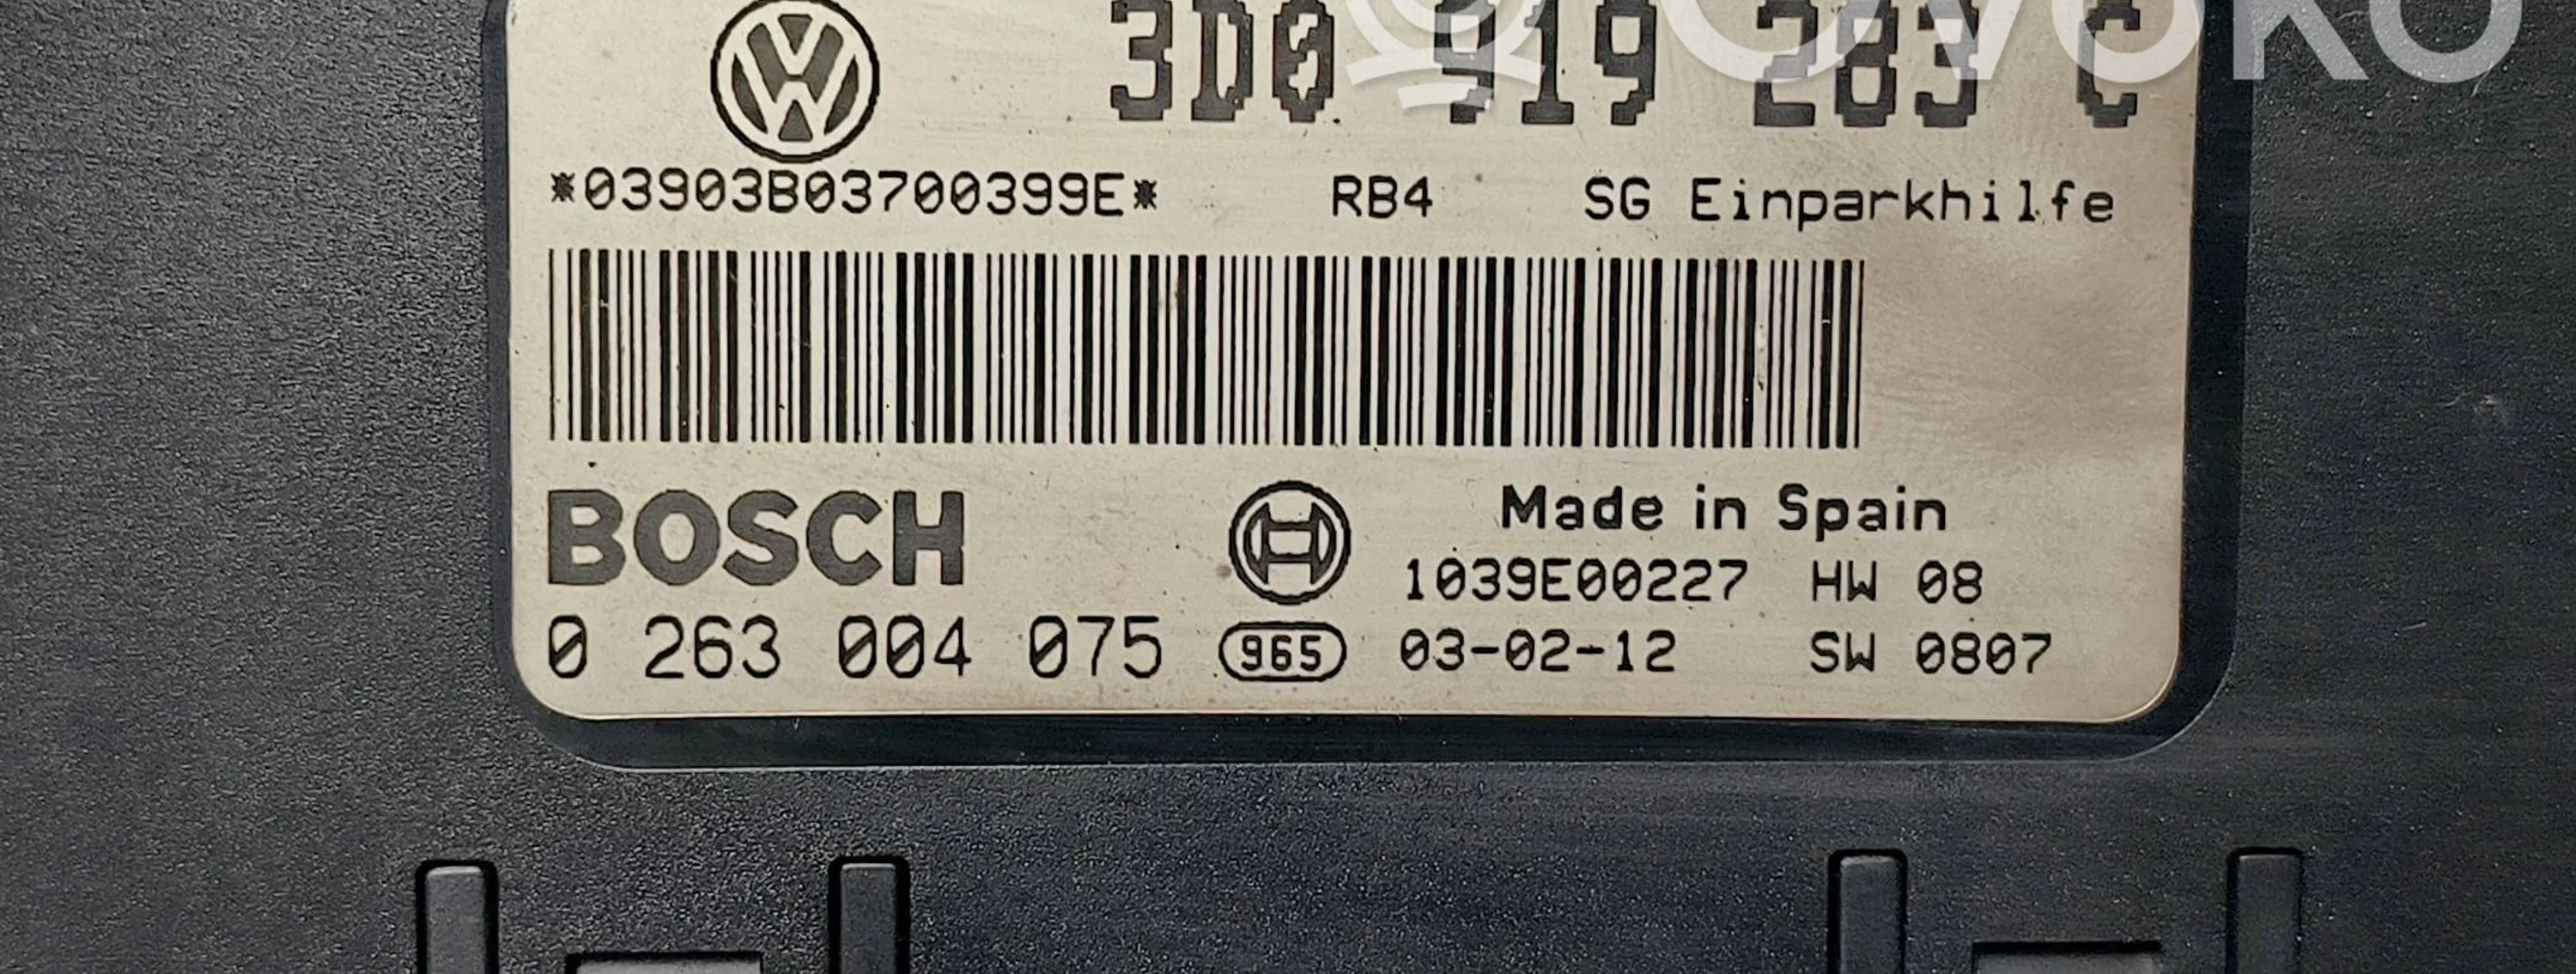 3D0 919 283 C
OVOKO
*03903B03700399E* RB4 SG Einparkhilfe
BOSCH
Made in Spain
1039E00227 HW 08
0 263 004 075 965 03-02-12 SW 0807